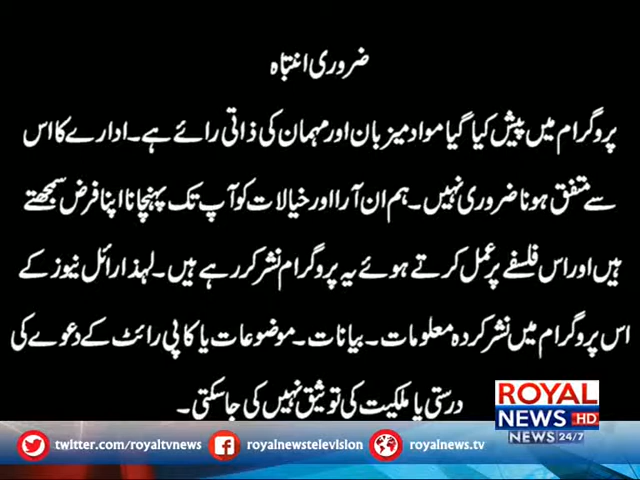 ضروری انتباہ
پروگرام میں پیش کیا گیا مواد میزبان اور مہمان کی ذاتی رائے ہے۔ ادارے کا اس
سے متفق ہونا ضروری نہیں۔ ہم ان آرا اور خیالات کو آپ تک پہنچانا اپنا فرض سمجھتے
ہیں اور اس فلسفے پر عمل کرتے ہوئے یہ پروگرام نشر کر رہے ہیں۔ لہذا رائل نیوز کے
اس پروگرام میں نشر کردہ معلومات۔ بیانات۔ موضوعات یا کاپی رائٹ کے دعوے کی
درستی یا ملکیت کی توثیق نہیں کی جاسکتی۔
ROYAL
NEWS HD
NEWS 24/7
twitter.com/royaltvnews royalnewstelevision royalnews.tv